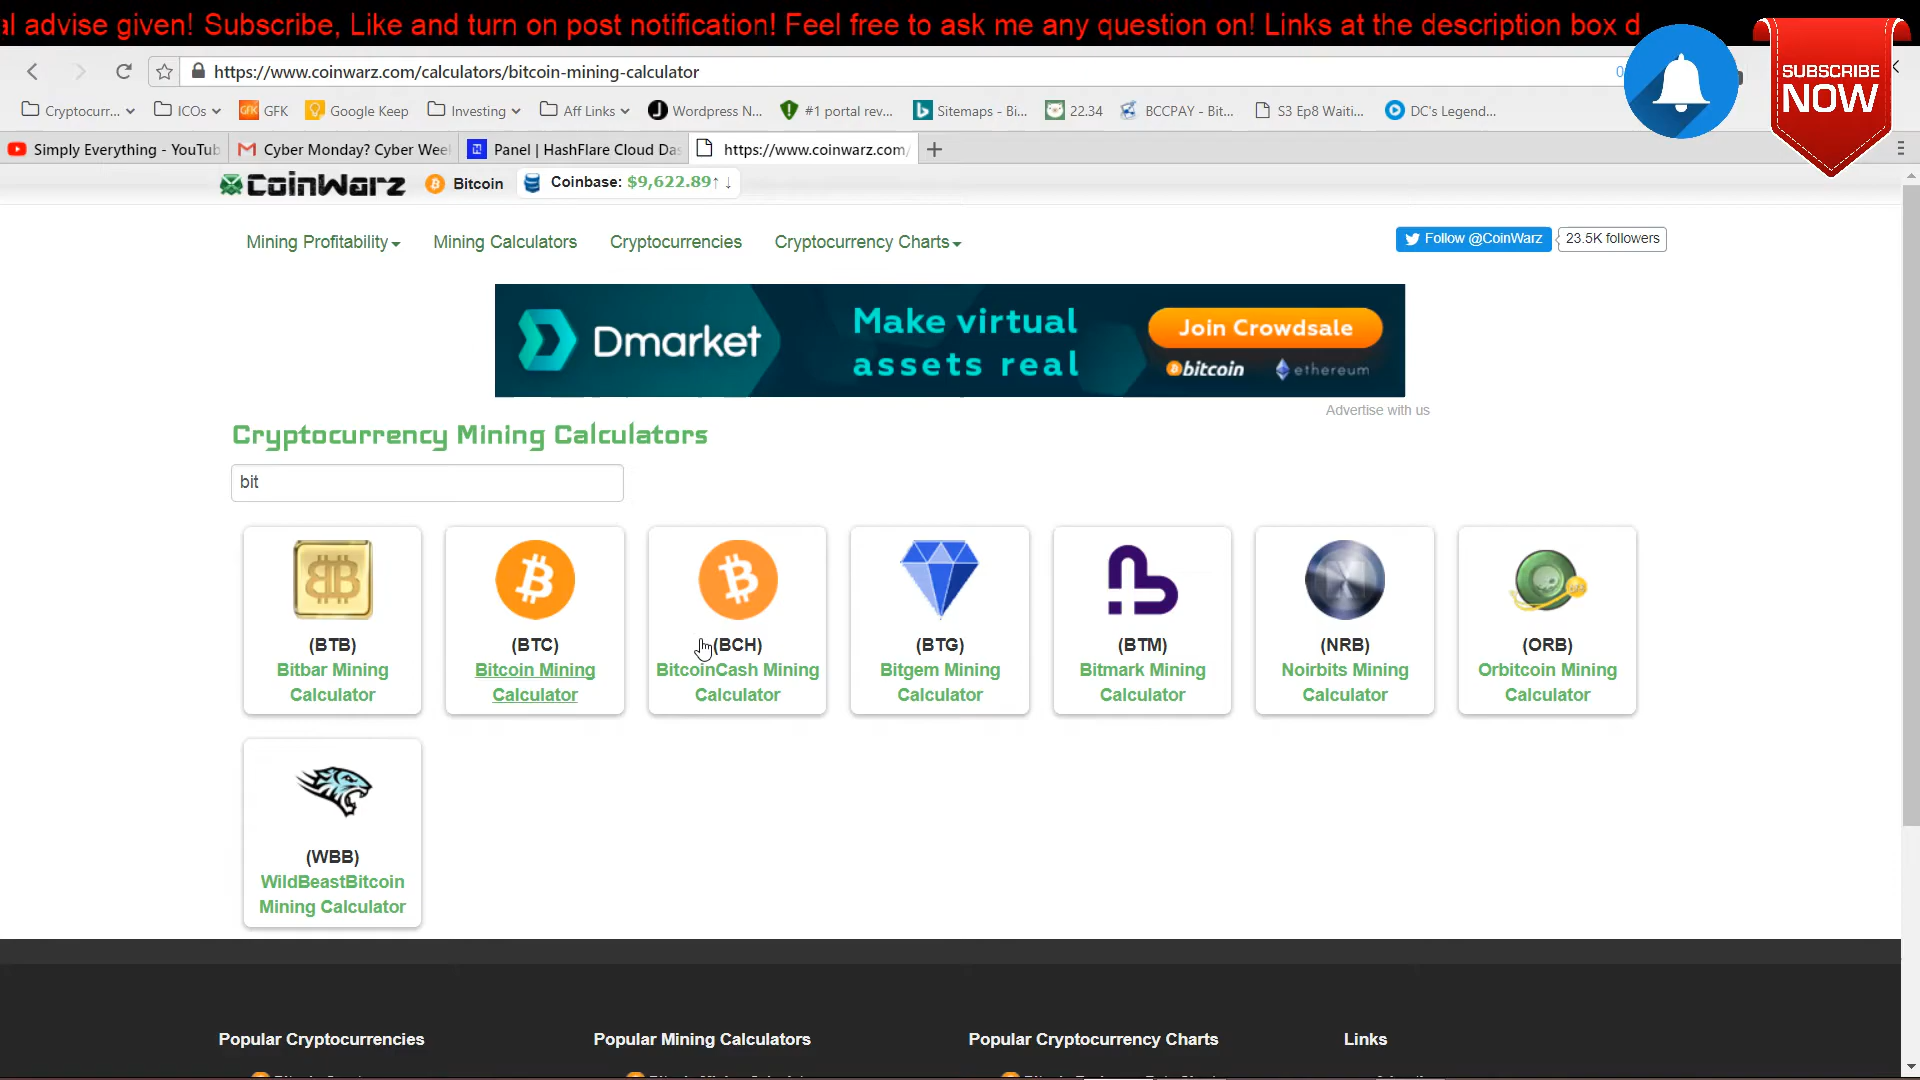 al advise given! Subscribe, Like and turn on post notification! Feel free to ask me any question on! Links at the description box d
SUBSCRIBE
NOW
https://www.coinwarz.com/calculators/bitcoin-mining-calculator
Cryptocurr... ICOs GFK Google Keep Investing Aff Links Wordpress N... #1 portal rev... Sitemaps - Bi... 22.34 BCCPAY - Bit... S3 Ep8 Waiti... DC's Legend...
Simply Everything - YouTub Cyber Monday? Cyber Weel Panel | HashFlare Cloud Das https://www.coinwarz.com/
CoinWarz Bitcoin Coinbase: $9,622.89↑ ↓
Mining Profitability Mining Calculators Cryptocurrencies Cryptocurrency Charts Follow @CoinWarz 23.5K followers
Dmarket
Make virtual
assets real
Join Crowdsale
bitcoin ethereum
Advertise with us
Cryptocurrency Mining Calculators
bit
(BTB)
Bitbar Mining
Calculator
(BTC)
Bitcoin Mining
Calculator
(BCH)
BitcoinCash Mining
Calculator
(BTG)
Bitgem Mining
Calculator
(BTM)
Bitmark Mining
Calculator
(NRB)
Noirbits Mining
Calculator
(ORB)
Orbitcoin Mining
Calculator
(WBB)
WildBeastBitcoin
Mining Calculator
Popular Cryptocurrencies Popular Mining Calculators Popular Cryptocurrency Charts Links